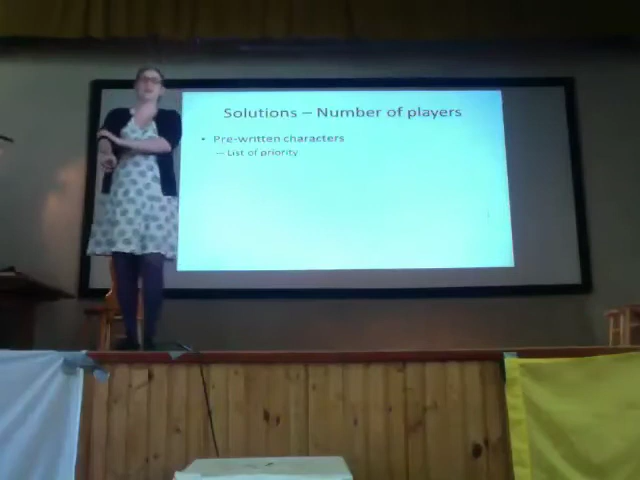 Solutions – Number of players
• Pre-written characters
– List of priority